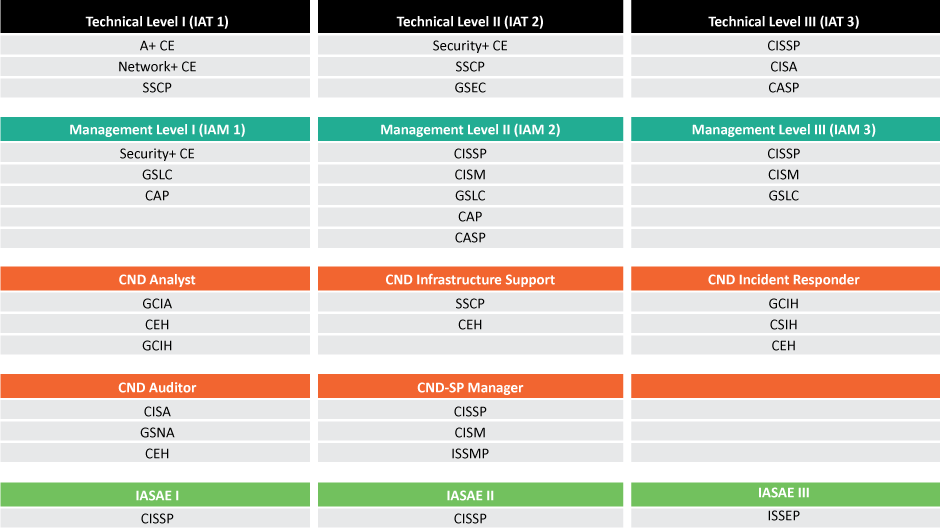 Technical Level I (IAT 1) Technical Level II (IAT 2) Technical Level III (IAT 3)
A+ CE Security+ CE CISSP
Network+ CE SSCP CISA
SSCP GSEC CASP
Management Level I (IAM 1) Management Level II (IAM 2) Management Level III (IAM 3)
Security+ CE CISSP CISSP
GSLC CISM CISM
CAP GSLC GSLC
CAP
CASP
CND Analyst CND Infrastructure Support CND Incident Responder
GCIA SSCP GCIH
CEH CEH CSIH
GCIH CEH
CND Auditor CND-SP Manager
CISA CISSP
GSNA CISM
CEH ISSMP
IASAE I IASAE II IASAE III
CISSP CISSP ISSEP